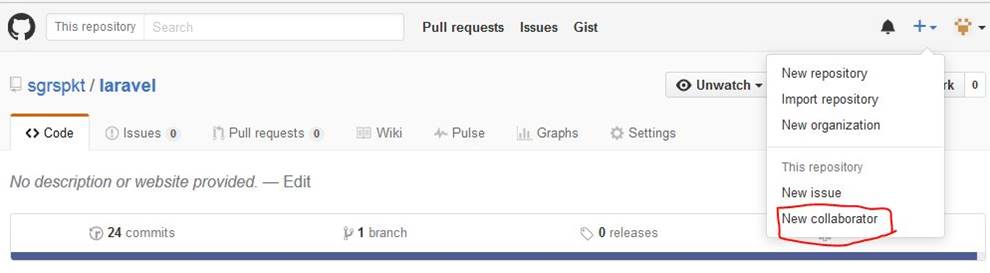 This repository Search Pull requests Issues Gist
sgrspkt / laravel
Unwatch
rk 0
New repository
Import repository
New organization
This repository
New issue
New collaborator
Code Issues 0 Pull requests 0 Wiki Pulse Graphs Settings
No description or website provided. — Edit
24 commits 1 branch 0 releases